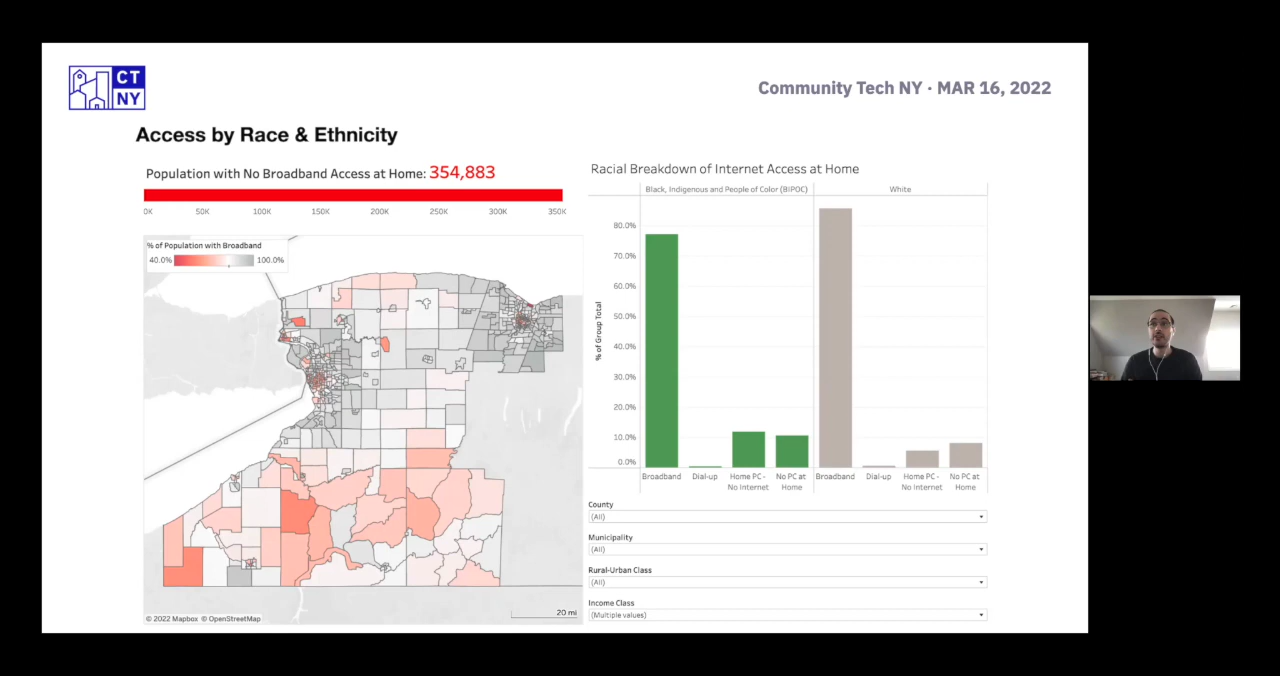 CT
NY
Community Tech NY · MAR 16, 2022
Access by Race & Ethnicity
Population with No Broadband Access at Home: 354,883
0K 50K 100K 150K 200K 250K 300K 350K
% of Population with Broadband
40.0% 100.0%
© 2022 Mapbox © OpenStreetMap
20 mi
Racial Breakdown of Internet Access at Home
Black, Indigenous and People of Color (BIPOC) White
% of Group Total
80.0%
70.0%
60.0%
50.0%
40.0%
30.0%
20.0%
10.0%
0.0%
Broadband Dial-up Home PC - No PC at Broadband Dial-up Home PC - No PC at
No Internet Home No Internet Home
County
(All)
Municipality
(All)
Rural-Urban Class
(All)
Income Class
(Multiple values)